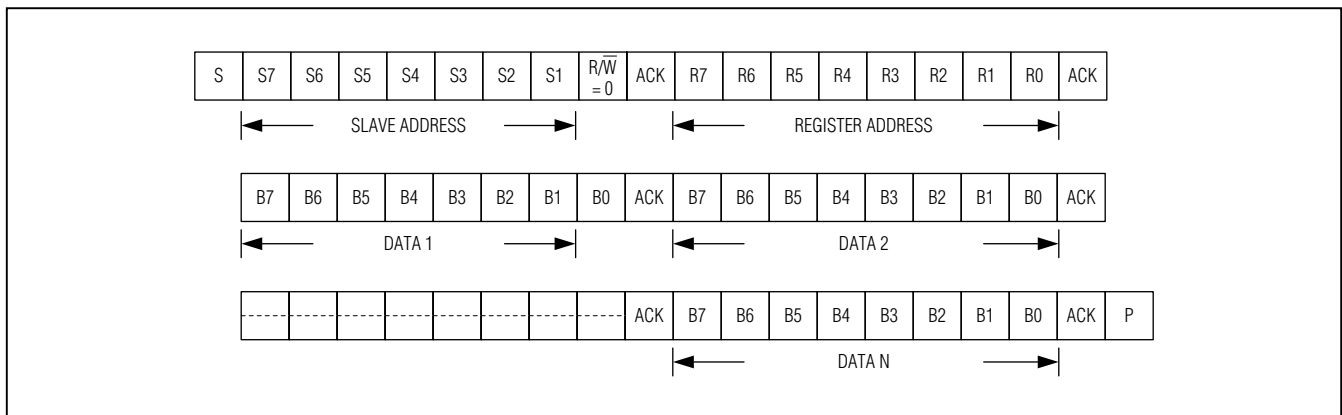 S S7 S6 S5 S4 S3 S2 S1 R/W̅ = 0 ACK R7 R6 R5 R4 R3 R2 R1 R0 ACK
SLAVE ADDRESS REGISTER ADDRESS
B7 B6 B5 B4 B3 B2 B1 B0 ACK B7 B6 B5 B4 B3 B2 B1 B0 ACK
DATA 1 DATA 2
ACK B7 B6 B5 B4 B3 B2 B1 B0 ACK P
DATA N